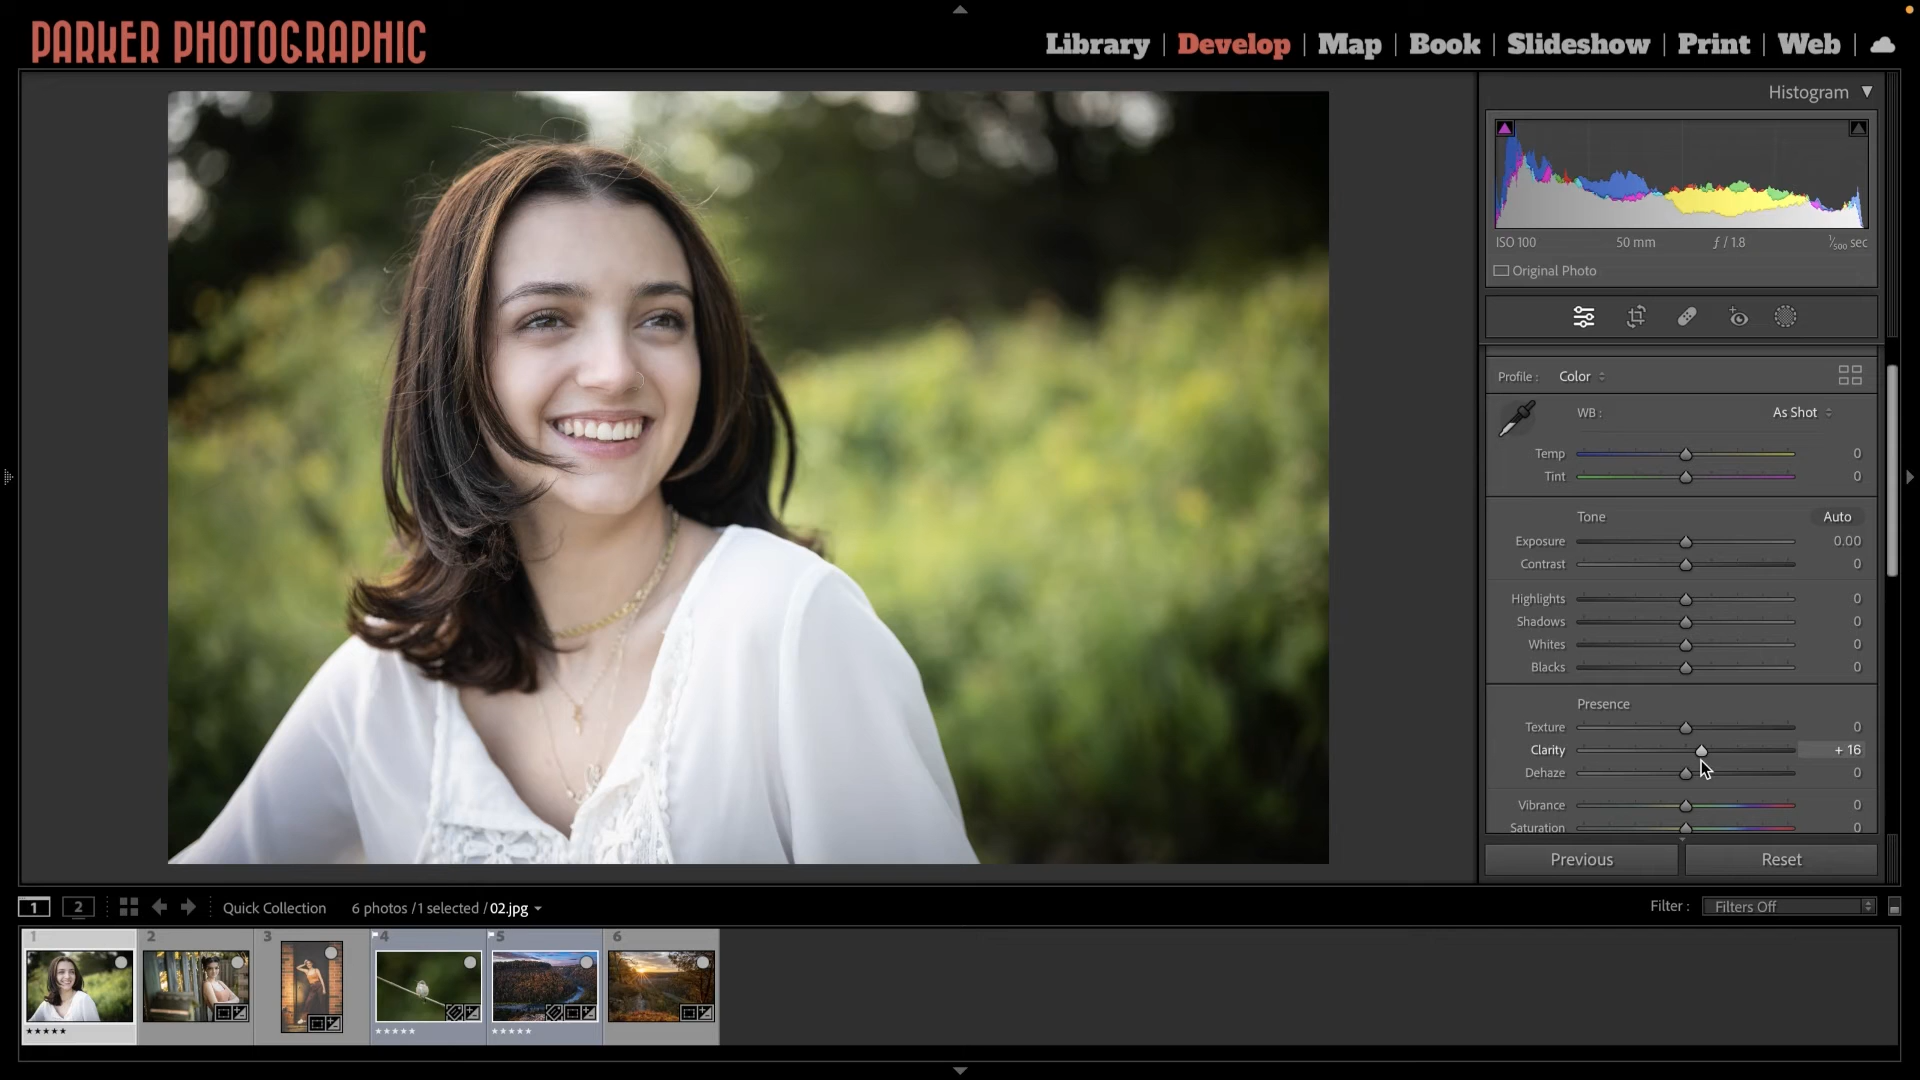 PARKER PHOTOGRAPHIC
Library | Develop | Map | Book | Slideshow | Print | Web |
Histogram
ISO 100 50 mm ƒ / 1.8 1/500 sec
Original Photo
Profile : Color
WB : As Shot
Temp 0
Tint 0
Tone Auto
Exposure 0.00
Contrast 0
Highlights 0
Shadows 0
Whites 0
Blacks 0
Presence
Texture 0
Clarity + 16
Dehaze 0
Vibrance 0
Saturation 0
Previous Reset
1 2 Quick Collection 6 photos /1 selected / 02.jpg Filter : Filters Off
1 2 3 4 5 6